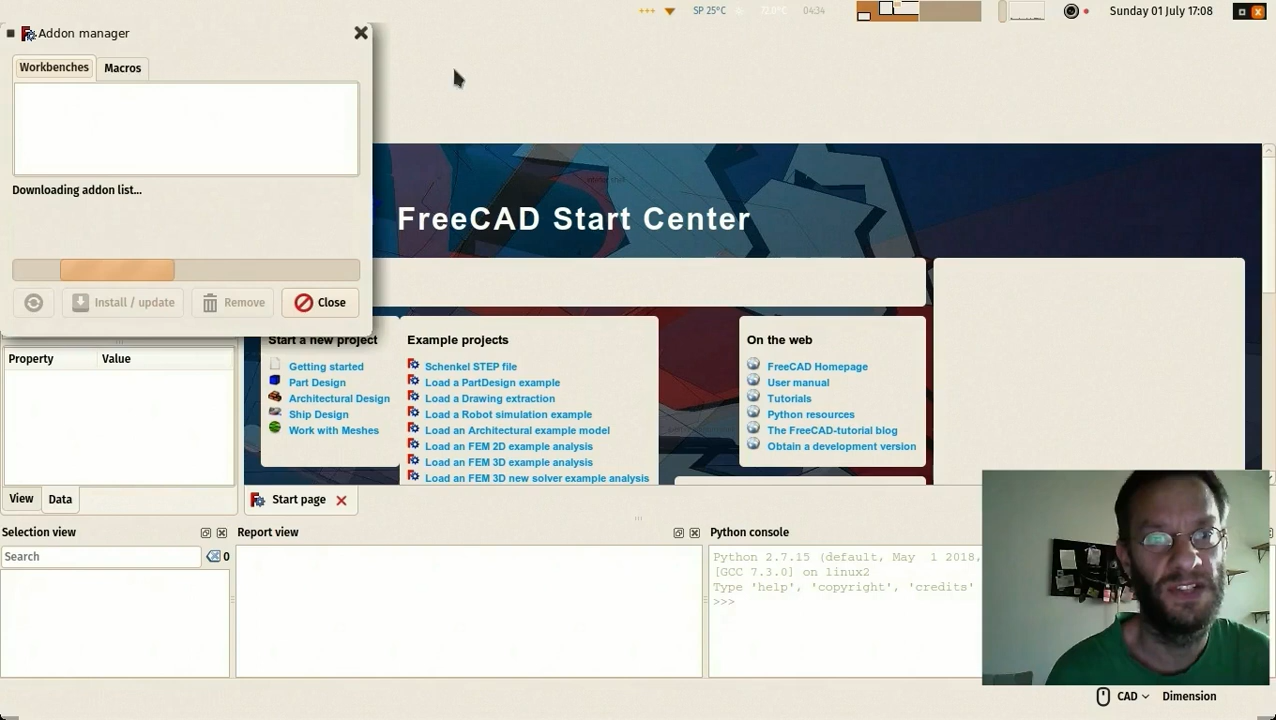 SP 25°C
72.0°C
04:34
Sunday 01 July 17:08
Addon manager
Workbenches
Macros
Downloading addon list...
Install / update
Remove
Close
FreeCAD Start Center
Start a new project
Getting started
Part Design
Architectural Design
Ship Design
Work with Meshes
Example projects
Schenkel STEP file
Load a PartDesign example
Load a Drawing extraction
Load a Robot simulation example
Load an Architectural example model
Load an FEM 2D example analysis
Load an FEM 3D example analysis
Load an FEM 3D new solver example analysis
On the web
FreeCAD Homepage
User manual
Tutorials
Python resources
The FreeCAD-tutorial blog
Obtain a development version
Property Value
View Data
Start page
Selection view
Search
0
Report view
Python console
Python 2.7.15 (default, May 1 2018,
[GCC 7.3.0] on linux2
Type 'help', 'copyright', 'credits'
>>>
CAD
Dimension